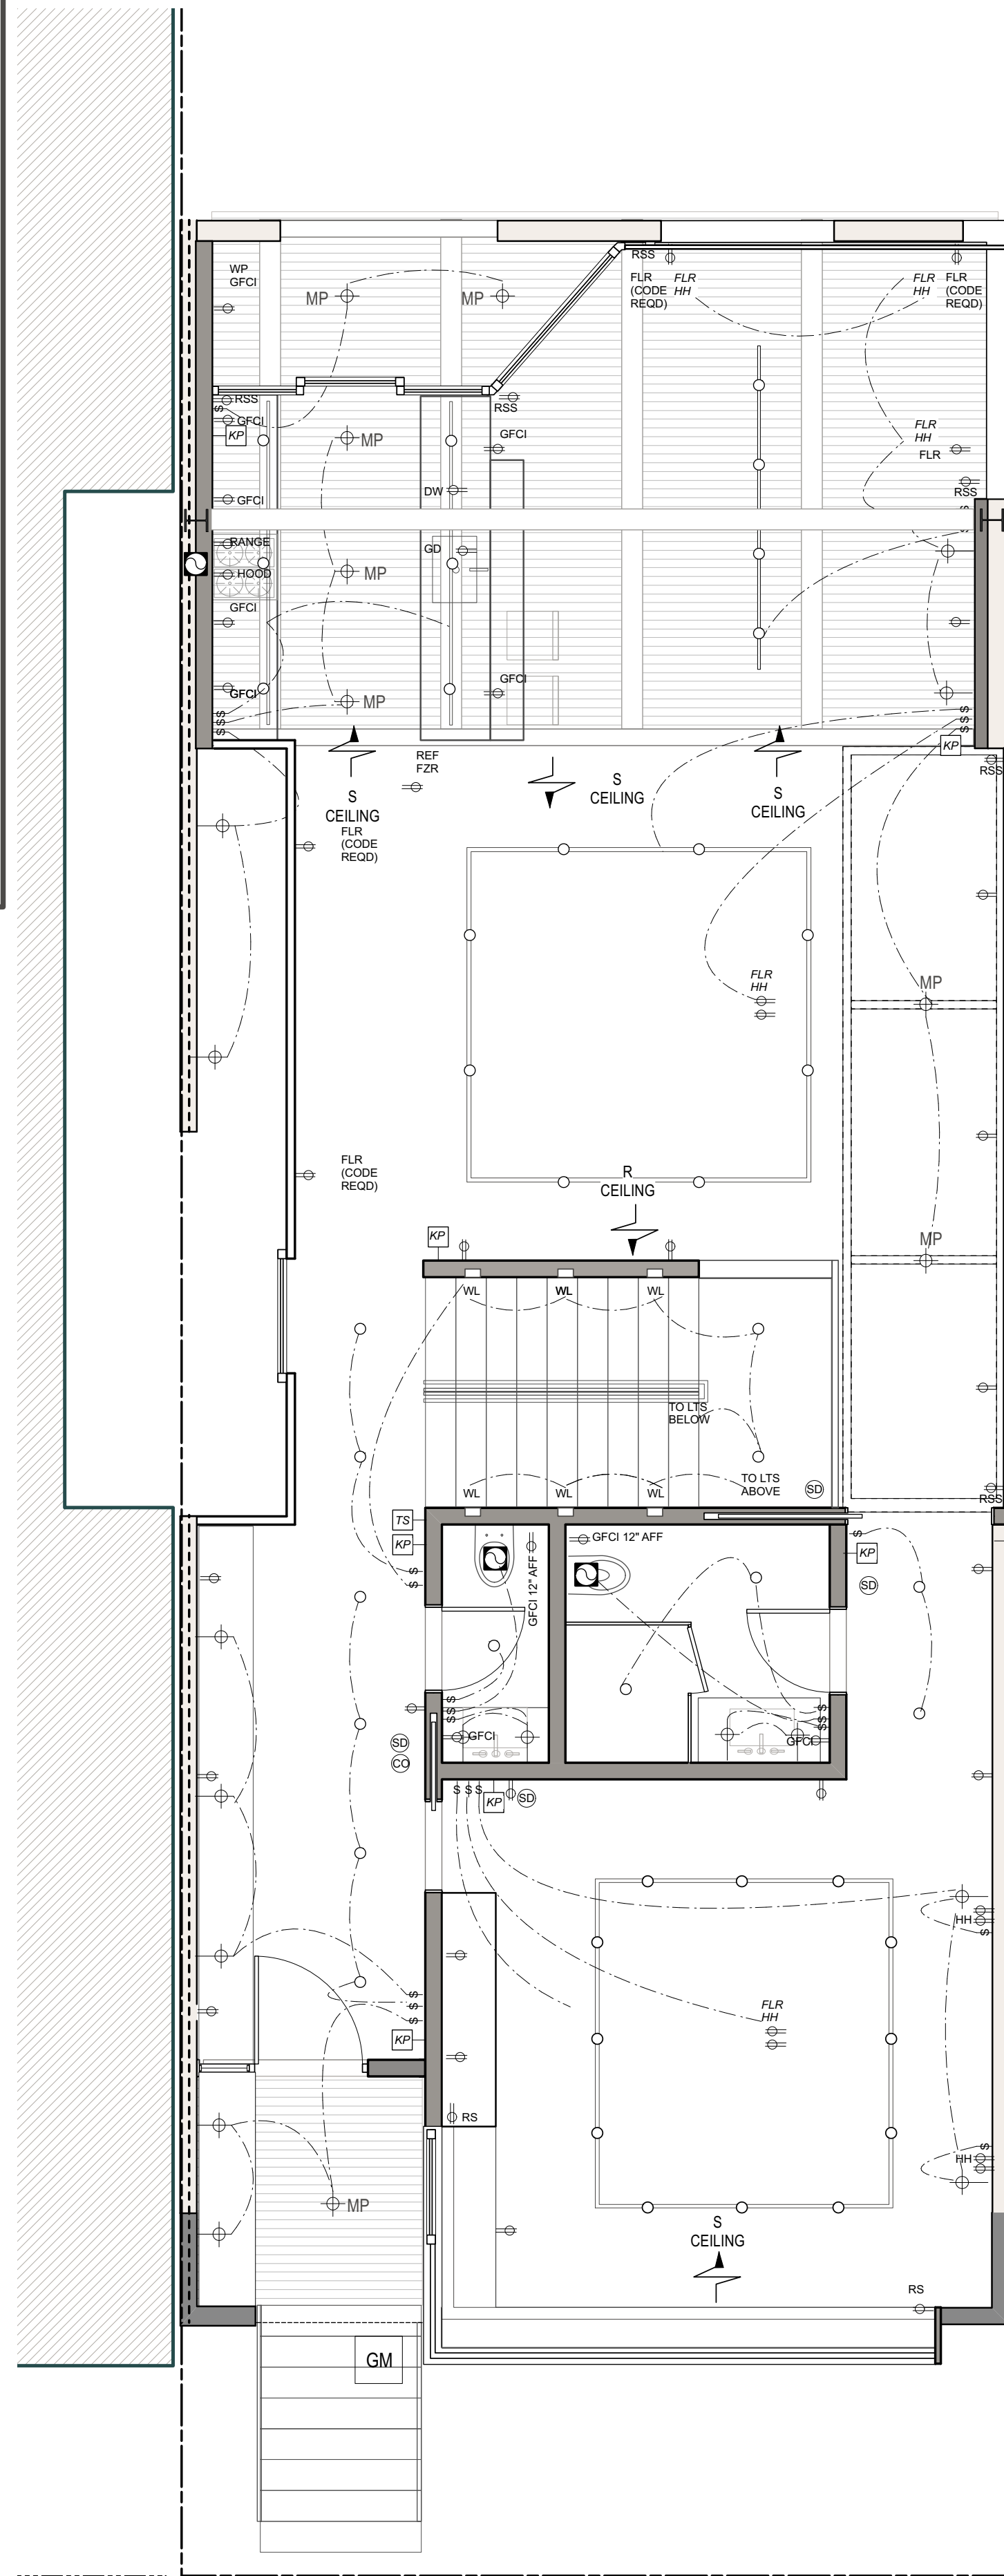 WP
GFCI
MP
MP
RSS
FLR
(CODE
REQD)
FLR
HH
FLR
HH
FLR
(CODE
REQD)
RSS
S
GFCI
KP
MP
RSS
GFCI
FLR
HH
FLR
GFCI
DW
RSS
S
S
RANGE
GD
HOOD
MP
GFCI
GFCI
GFCI
MP
S
S
S
S
S
S
KP
REF
FZR
S
CEILING
S
CEILING
S
CEILING
RSS
FLR
(CODE
REQD)
FLR
HH
MP
FLR
(CODE
REQD)
R
CEILING
KP
MP
WL
WL
WL
TO LTS
BELOW
TO LTS
ABOVE
WL
WL
WL
SD
RSS
TS
KP
S
S
GFCI 12" AFF
GFCI 12" AFF
S
KP
SD
S
S
S
GFCI
S
S
S
GFCI
SD
CO
S
S
S
KP
SD
HH
S
S
S
S
KP
FLR
HH
RS
S
HH
MP
S
CEILING
RS
GM